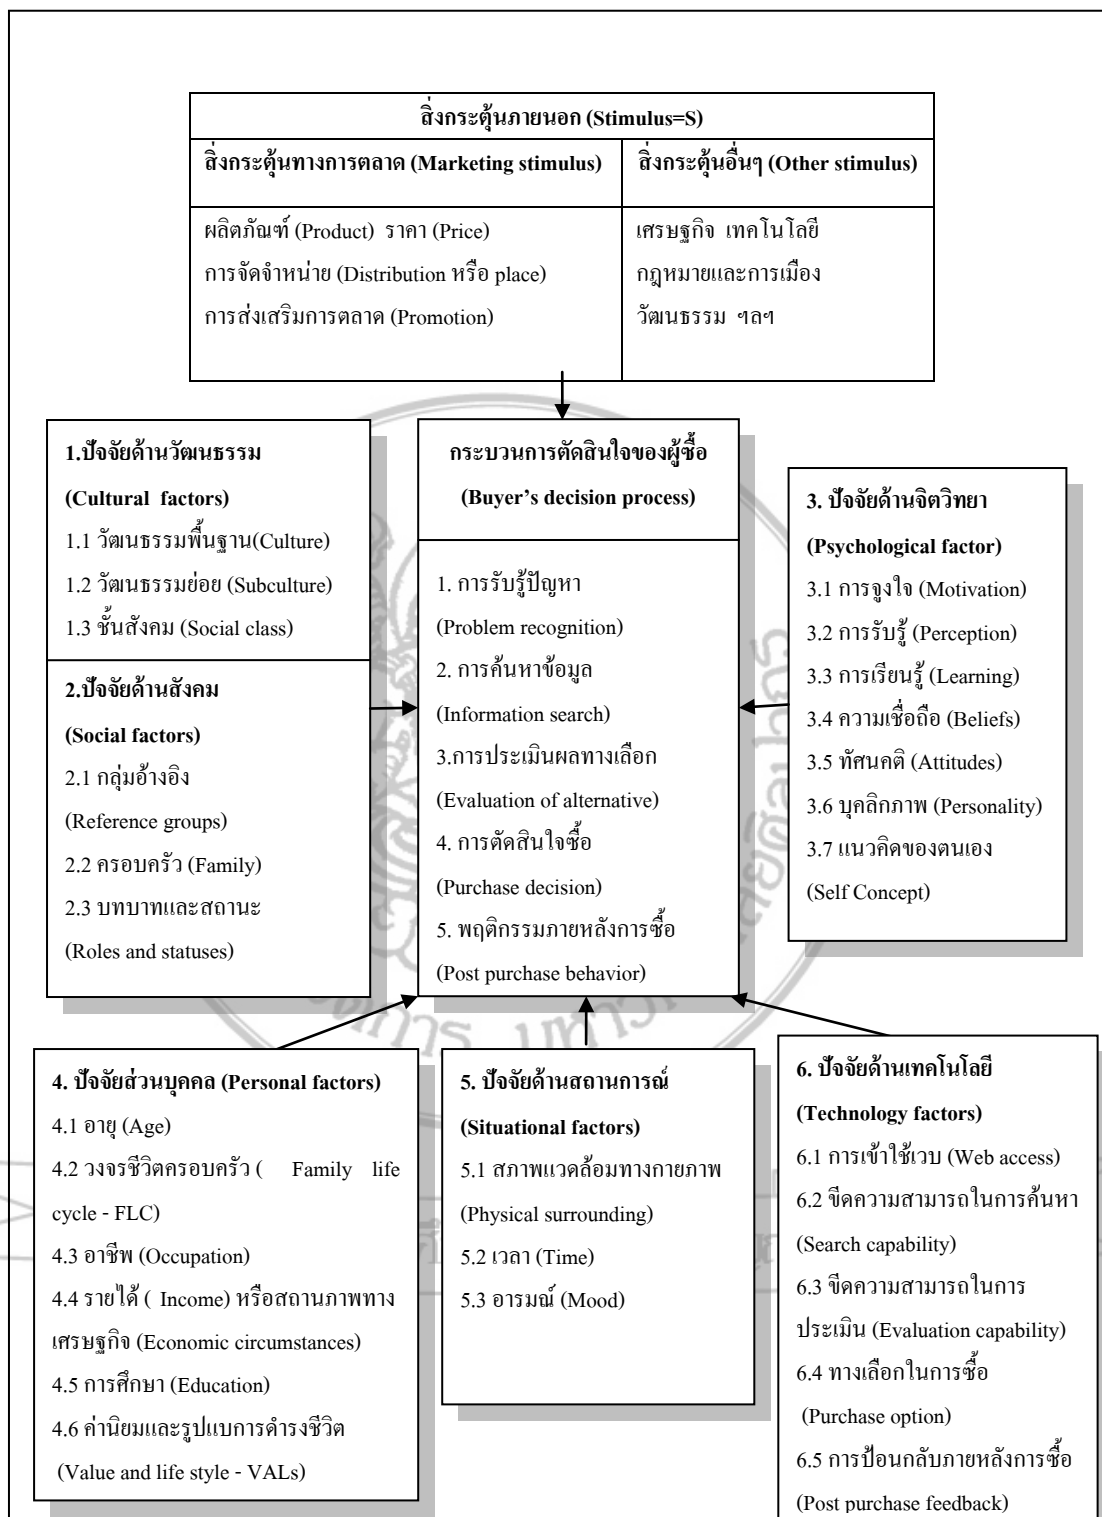 สิ่งกระตุ้นภายนอก (Stimulus=S)
สิ่งกระตุ้นทางการตลาด (Marketing stimulus)
สิ่งกระตุ้นอื่นๆ (Other stimulus)
ผลิตภัณฑ์ (Product) ราคา (Price)
การจัดจำหน่าย (Distribution หรือ place)
การส่งเสริมการตลาด (Promotion)
เศรษฐกิจ เทคโนโลยี
กฎหมายและการเมือง
วัฒนธรรม ฯลฯ
1.ปัจจัยด้านวัฒนธรรม
(Cultural factors)
1.1 วัฒนธรรมพื้นฐาน(Culture)
1.2 วัฒนธรรมย่อย (Subculture)
1.3 ชั้นสังคม (Social class)
2.ปัจจัยด้านสังคม
(Social factors)
2.1 กลุ่มอ้างอิง
(Reference groups)
2.2 ครอบครัว (Family)
2.3 บทบาทและสถานะ
(Roles and statuses)
กระบวนการตัดสินใจของผู้ซื้อ
(Buyer's decision process)
1. การรับรู้ปัญหา
(Problem recognition)
2. การค้นหาข้อมูล
(Information search)
3.การประเมินผลทางเลือก
(Evaluation of alternative)
4. การตัดสินใจซื้อ
(Purchase decision)
5. พฤติกรรมภายหลังการซื้อ
(Post purchase behavior)
3. ปัจจัยด้านจิตวิทยา
(Psychological factor)
3.1 การจูงใจ (Motivation)
3.2 การรับรู้ (Perception)
3.3 การเรียนรู้ (Learning)
3.4 ความเชื่อถือ (Beliefs)
3.5 ทัศนคติ (Attitudes)
3.6 บุคลิกภาพ (Personality)
3.7 แนวคิดของตนเอง
(Self Concept)
4. ปัจจัยส่วนบุคคล (Personal factors)
4.1 อายุ (Age)
4.2 วงจรชีวิตครอบครัว ( Family life
cycle - FLC)
4.3 อาชีพ (Occupation)
4.4 รายได้ ( Income) หรือสถานภาพทาง
เศรษฐกิจ (Economic circumstances)
4.5 การศึกษา (Education)
4.6 ค่านิยมและรูปแบบการดำรงชีวิต
(Value and life style - VALs)
5. ปัจจัยด้านสถานการณ์
(Situational factors)
5.1 สภาพแวดล้อมทางกายภาพ
(Physical surrounding)
5.2 เวลา (Time)
5.3 อารมณ์ (Mood)
6. ปัจจัยด้านเทคโนโลยี
(Technology factors)
6.1 การเข้าใช้เวบ (Web access)
6.2 ขีดความสามารถในการค้นหา
(Search capability)
6.3 ขีดความสามารถในการ
ประเมิน (Evaluation capability)
6.4 ทางเลือกในการซื้อ
(Purchase option)
6.5 การป้อนกลับภายหลังการซื้อ
(Post purchase feedback)